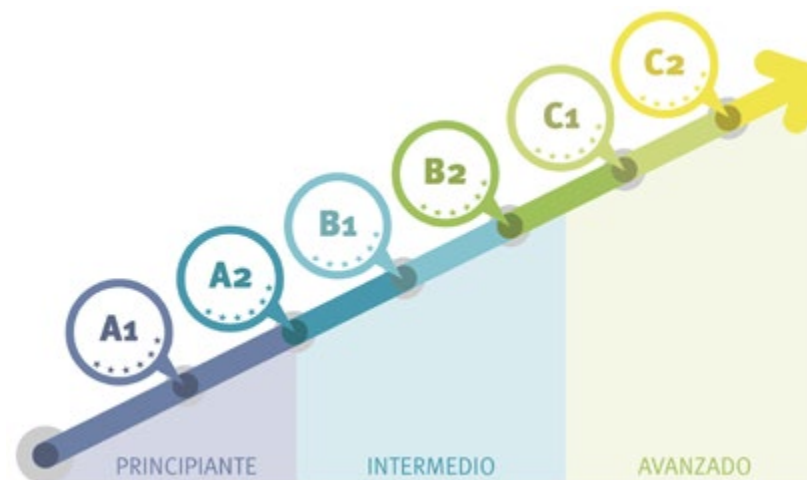 A1
A2
B1
B2
C1
C2
PRINCIPIANTE
INTERMEDIO
AVANZADO